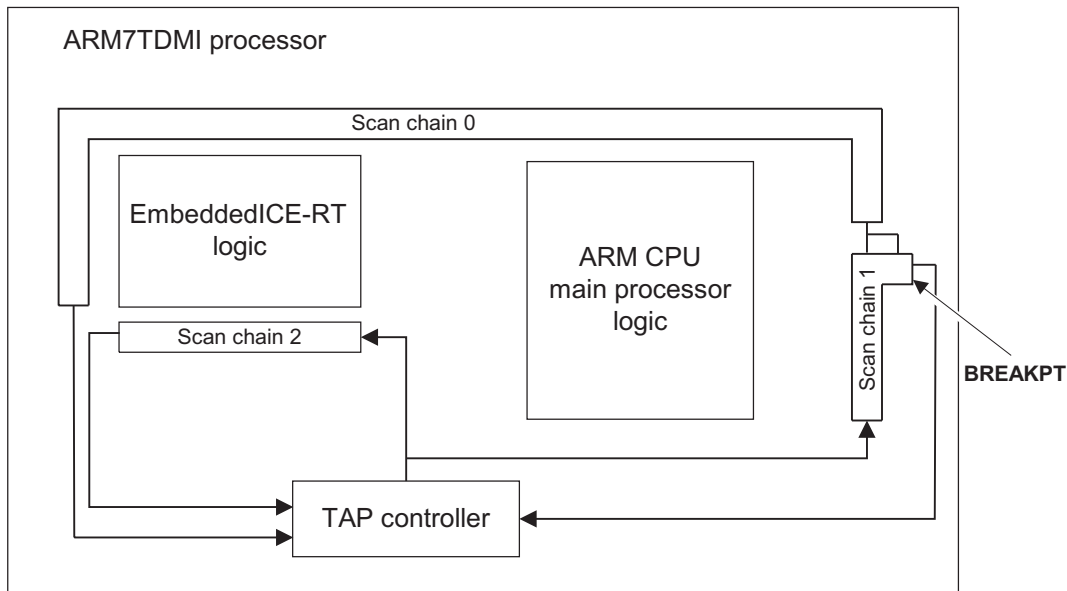 ARM7TDMI processor
Scan chain 0
EmbeddedICE-RT
logic
ARM CPU
main processor
logic
Scan chain 1
Scan chain 2
BREAKPT
TAP controller